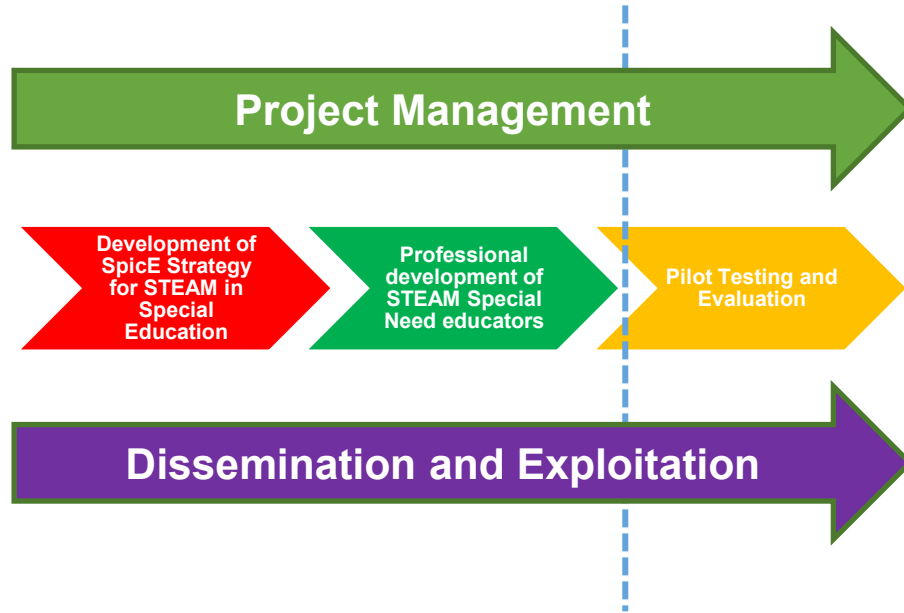 Project Management
Development of
SpicE Strategy
for STEAM in
Special
Education
Professional
development of
STEAM Special
Need educators
Pilot Testing and
Evaluation
Dissemination and Exploitation